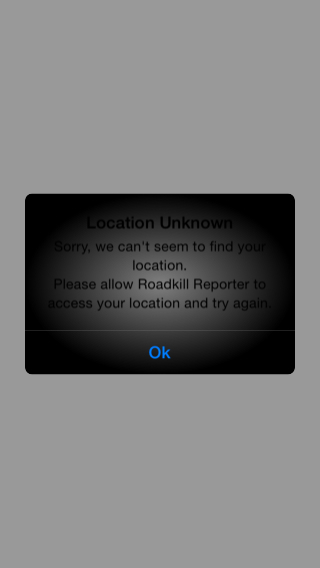 Location Unknown
Sorry, we can't seem to find your
location.
Please allow Roadkill Reporter to
access your location and try again.
Ok